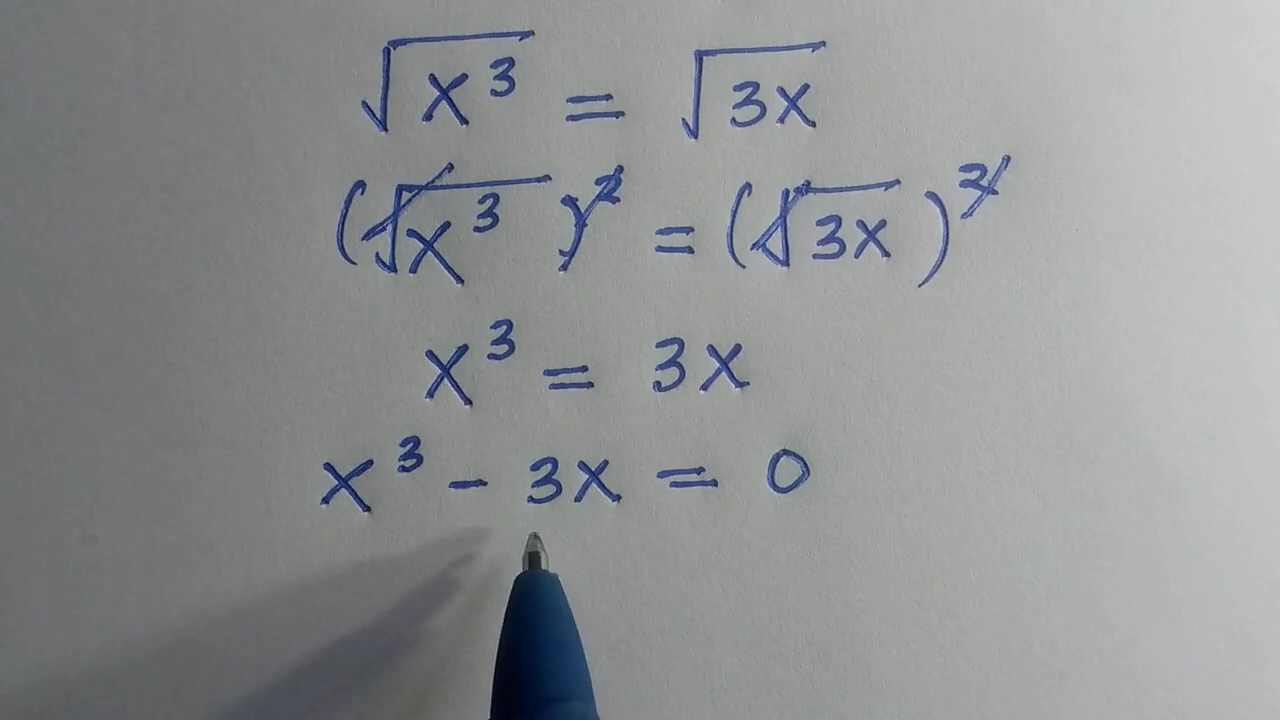 √x³ = √3x
(√x³)² = (√3x)²
x³ = 3x
x³ - 3x = 0